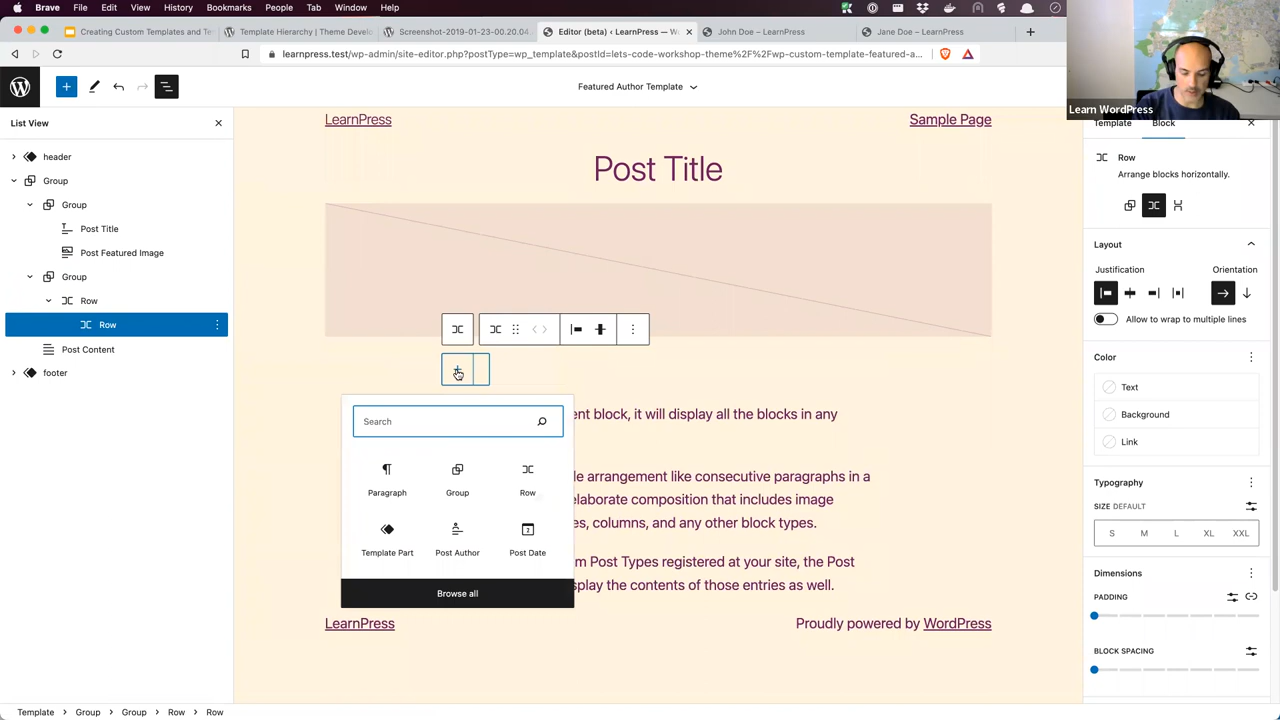 Brave
File
Edit
View
History
Bookmarks
People
Tab
Window
Help
Creating Custom Templates and Te
Template Hierarchy | Theme Develo
Screenshot-2019-01-23-00.20.04
Editor (beta) ‹ LearnPress — Wo
John Doe – LearnPress
Jane Doe – LearnPress
learnpress.test/wp-admin/site-editor.php?postType=wp_template&postId=lets-code-workshop-theme%2F%2Fwp-custom-template-featured-a...
Featured Author Template
Learn WordPress
List View
header
Group
Group
Post Title
Post Featured Image
Group
Row
Row
Post Content
footer
LearnPress
Sample Page
Post Title
ent block, it will display all the blocks in any
le arrangement like consecutive paragraphs in a
elaborate composition that includes image
es, columns, and any other block types.
m Post Types registered at your site, the Post
splay the contents of those entries as well.
LearnPress
Proudly powered by WordPress
Search
Paragraph
Group
Row
Template Part
Post Author
Post Date
Browse all
Template
Block
Row
Arrange blocks horizontally.
Layout
Justification
Orientation
Allow to wrap to multiple lines
Color
Text
Background
Link
Typography
SIZE DEFAULT
S M L XL XXL
Dimensions
PADDING
BLOCK SPACING
Template > Group > Group > Row > Row